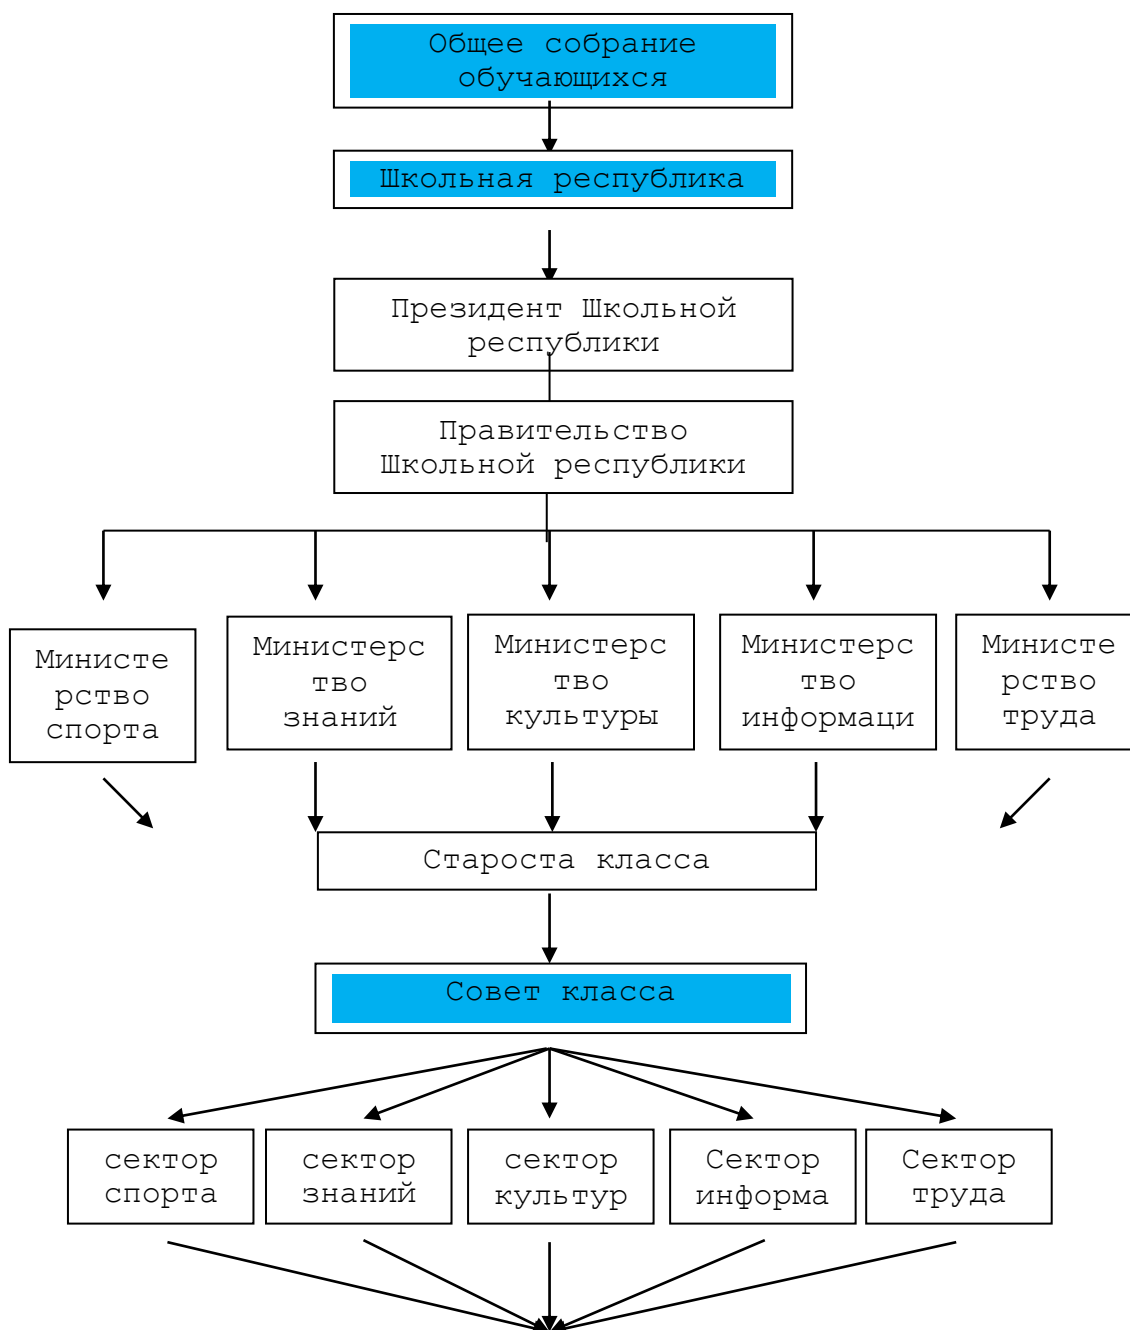 Общее собрание
обучающихся
Школьная республика
Президент Школьной
республики
Правительство
Школьной республики
Министе
рство
спорта
Министерс
тво
знаний
Министерс
тво
культуры
Министерс
тво
информаци
Министе
рство
труда
Староста класса
Совет класса
сектор
спорта
сектор
знаний
сектор
культур
Сектор
информа
Сектор
труда